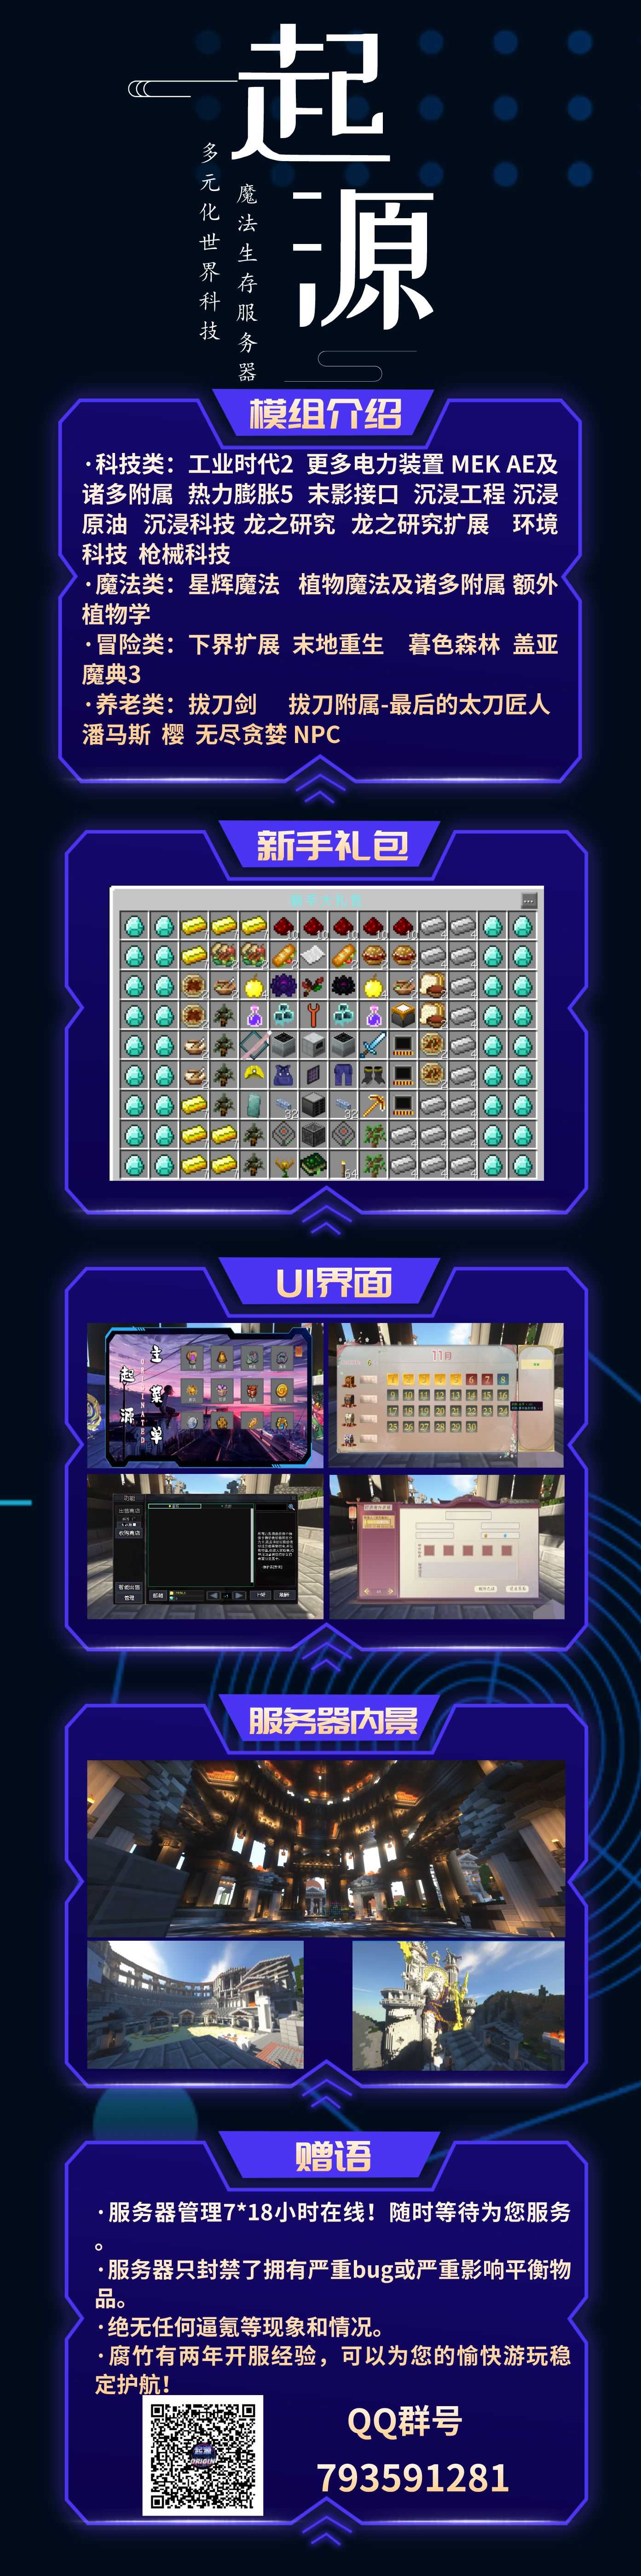 起源
多元化世界科技
魔法生存服务器
模组介绍
·科技类：工业时代2 更多电力装置 MEK AE及
诸多附属 热力膨胀5 末影接口 沉浸工程 沉浸
原油 沉浸科技 龙之研究 龙之研究扩展 环境
科技 枪械科技
·魔法类：星辉魔法 植物魔法及诸多附属 额外
植物学
·冒险类：下界扩展 末地重生 暮色森林 盖亚
魔典3
·养老类：拔刀剑 拔刀附属-最后的太刀匠人
潘马斯 樱 无尽贪婪 NPC
新手礼包
UI界面
主菜单
起源
ORIGINATED
11月
服务器内景
赠语
·服务器管理7*18小时在线！随时等待为您服务
。
·服务器只封禁了拥有严重bug或严重影响平衡物
品。
·绝无任何逼氪等现象和情况。
·腐竹有两年开服经验，可以为您的愉快游玩稳
定护航！
起源
ORIGIN
QQ群号
793591281